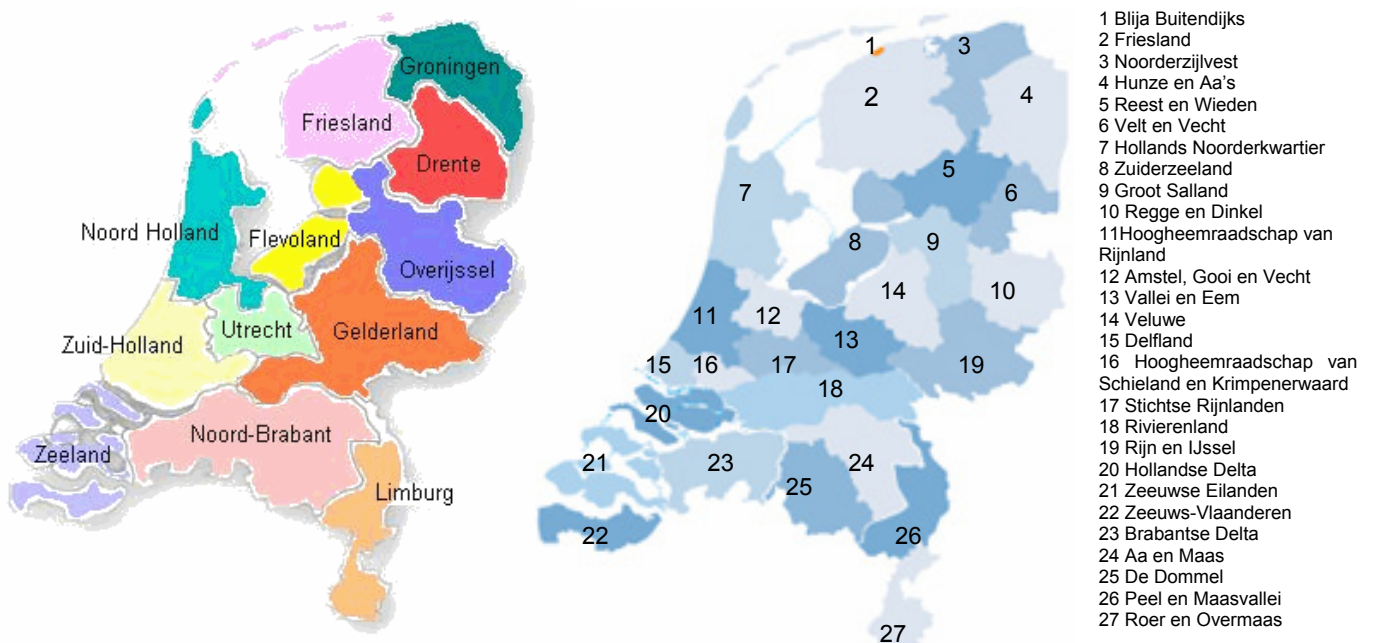 Groningen
Friesland
Drente
Noord Holland
Flevoland
Overijssel
Utrecht
Gelderland
Zuid-Holland
Noord-Brabant
Zeeland
Limburg
1
3
2
4
5
7
6
8
9
14
10
11
12
13
15
16
17
19
18
20
21
23
24
25
22
26
27
1 Blija Buitendijks
2 Friesland
3 Noorderzijlvest
4 Hunze en Aa's
5 Reest en Wieden
6 Velt en Vecht
7 Hollands Noorderkwartier
8 Zuiderzeeland
9 Groot Salland
10 Regge en Dinkel
11Hoogheemraadschap van
Rijnland
12 Amstel, Gooi en Vecht
13 Vallei en Eem
14 Veluwe
15 Delfland
16 Hoogheemraadschap van
Schieland en Krimpenerwaard
17 Stichtse Rijnlanden
18 Rivierenland
19 Rijn en IJssel
20 Hollandse Delta
21 Zeeuwse Eilanden
22 Zeeuws-Vlaanderen
23 Brabantse Delta
24 Aa en Maas
25 De Dommel
26 Peel en Maasvallei
27 Roer en Overmaas